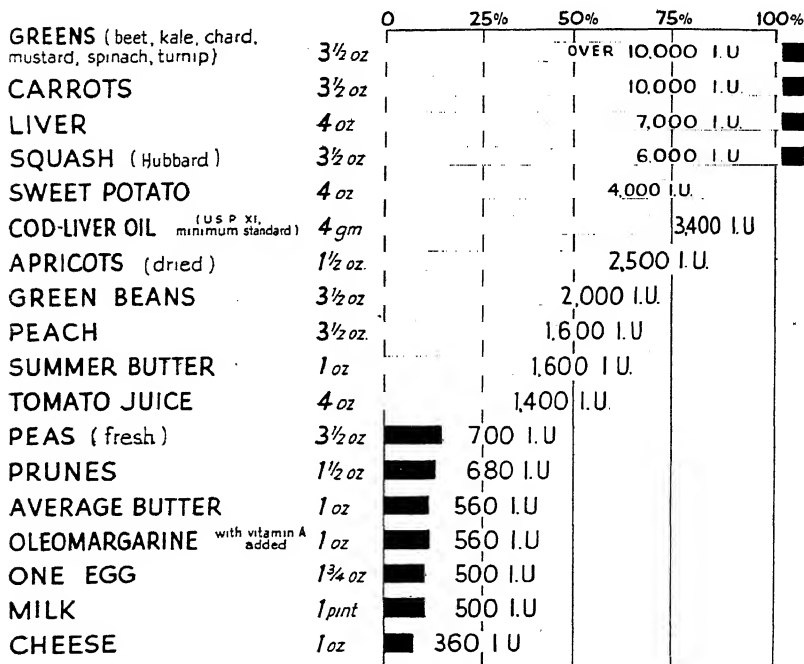 0 25% 50% 75% 100%
GREENS (beet, kale, chard,
mustard, spinach, turnip) 3½ oz OVER 10.000 I.U
CARROTS 3½ oz 10.000 I.U.
LIVER 4 oz 7,000 I.U.
SQUASH (Hubbard) 3½ oz 6.000 I.U
SWEET POTATO 4 oz 4,000 I.U.
COD-LIVER OIL (U S P XI, minimum standard) 4 gm 3,400 I.U
APRICOTS (dried) 1½ oz. 2,500 I.U.
GREEN BEANS 3½ oz 2,000 I.U.
PEACH 3½ oz. 1.600 I.U
SUMMER BUTTER 1 oz 1,600 I U.
TOMATO JUICE 4 oz 1,400 I.U.
PEAS (fresh) 3½ oz 700 I.U
PRUNES 1½ oz 680 I.U
AVERAGE BUTTER 1 oz 560 I.U
OLEOMARGARINE with vitamin A added 1 oz 560 I.U
ONE EGG 1¾ oz 500 I.U
MILK 1 pint 500 I.U
CHEESE 1 oz 360 I U